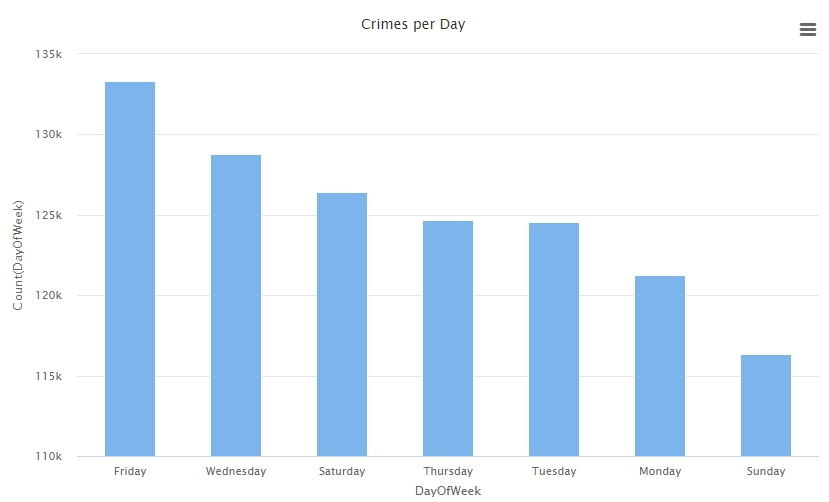 Crimes per Day
135k
130k
125k
120k
115k
110k
Count(DayOfWeek)
Friday Wednesday Saturday Thursday Tuesday Monday Sunday
DayOfWeek